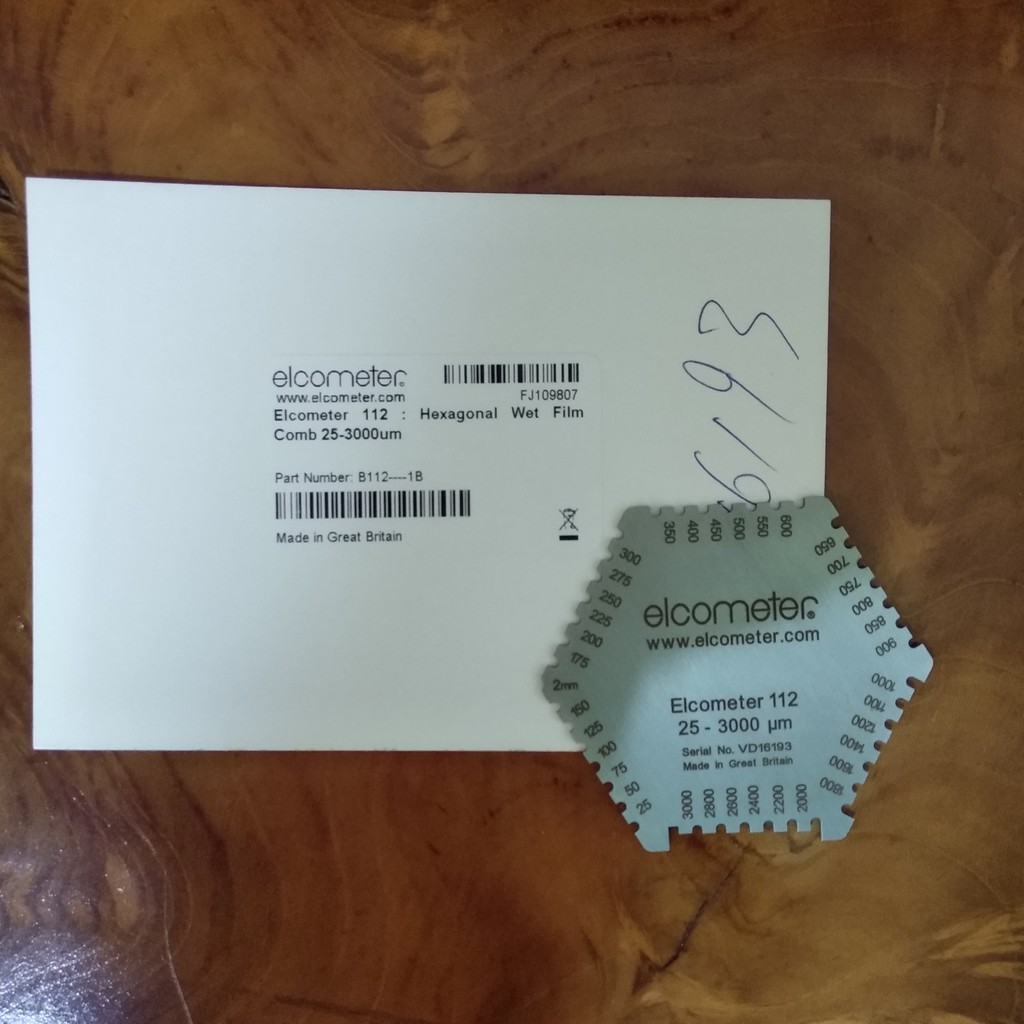 elcometer®
www.elcometer.com
FJ109807
Elcometer 112 : Hexagonal Wet Film
Comb 25-3000um
Part Number: B112----1B
Made in Great Britain
16193
350 400 450 500 550 600
650 700 750 800 850 900
1000 1100 1200 1400 1600 1800
2000 2200 2400 2600 2800 3000
25 50 75 100 125 150
2mm
175 200 225 250 275 300
elcometer®
www.elcometer.com
Elcometer 112
25 - 3000 µm
Serial No. VD16193
Made in Great Britain